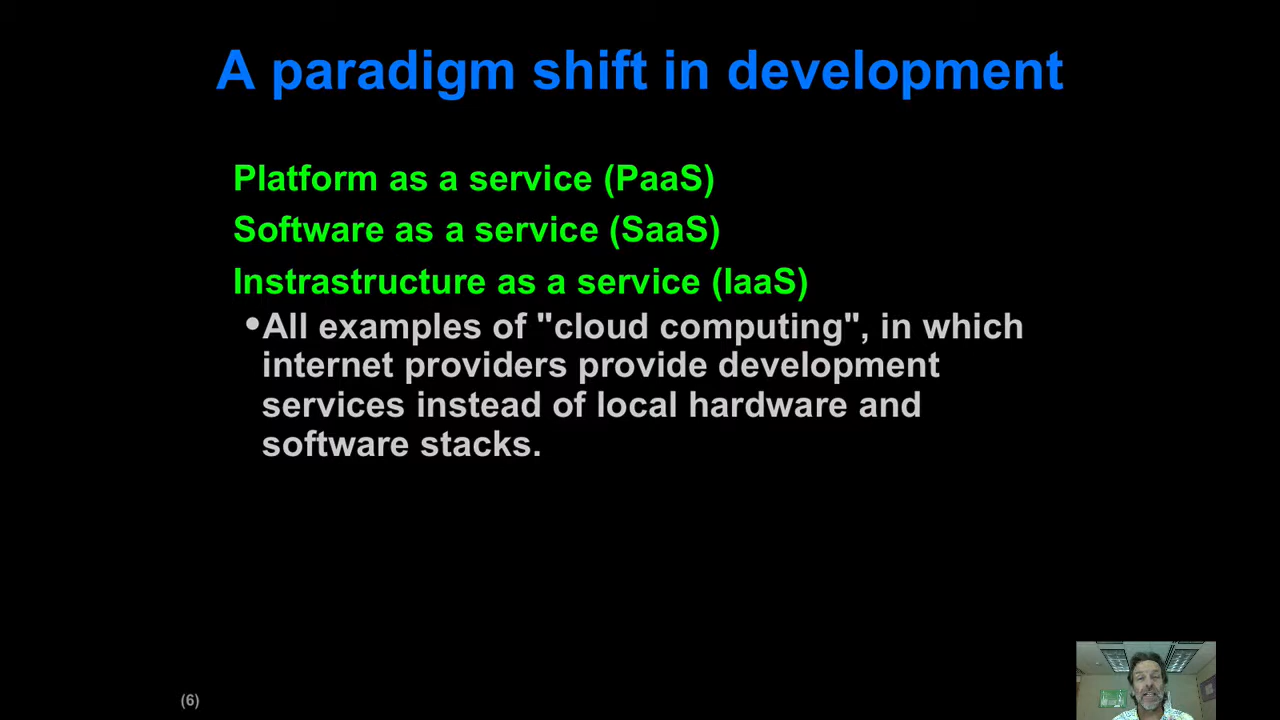 A paradigm shift in development
Platform as a service (PaaS)
Software as a service (SaaS)
Instrastructure as a service (IaaS)
•All examples of "cloud computing", in which
internet providers provide development
services instead of local hardware and
software stacks.
(6)